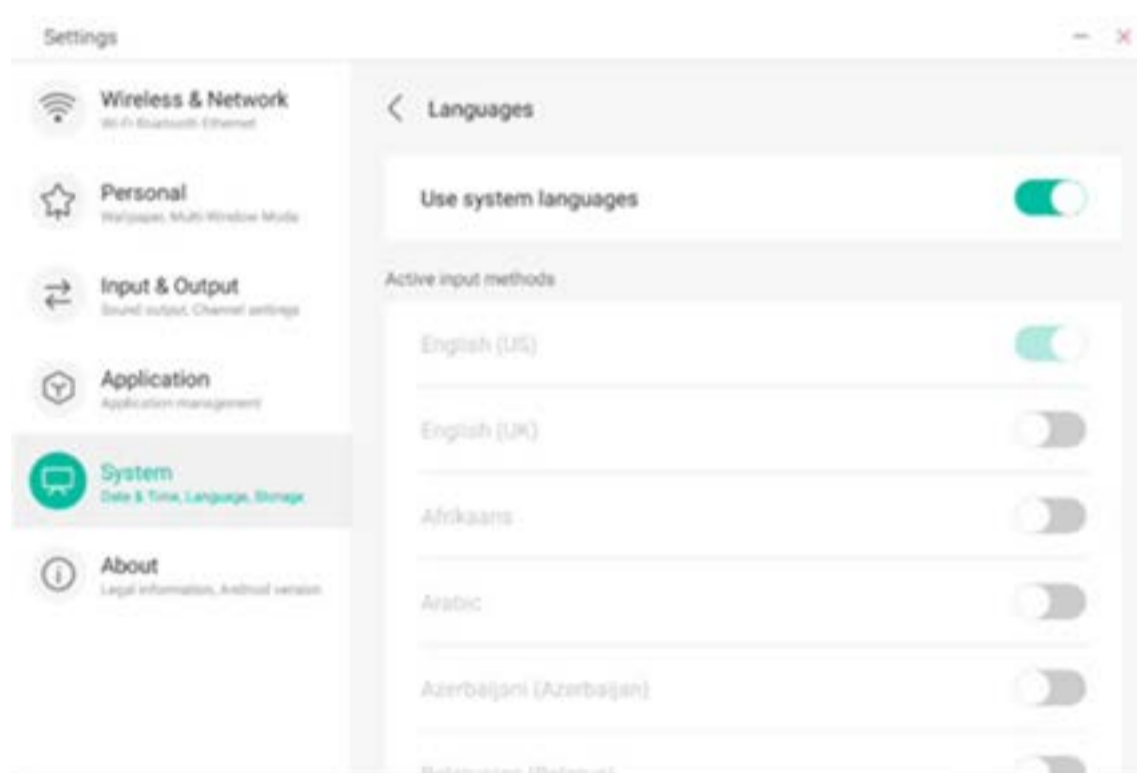 Settings
Wireless & Network
Wi-Fi Bluetooth Ethernet
Personal
Wallpaper, Multi-Window Mode
Input & Output
Sound output, Channel settings
Application
Application management
System
Date & Time, Language, Storage
About
Legal information, Android version
Languages
Use system languages
Active input methods
English (US)
English (UK)
Afrikaans
Arabic
Azerbaijani (Azerbaijan)